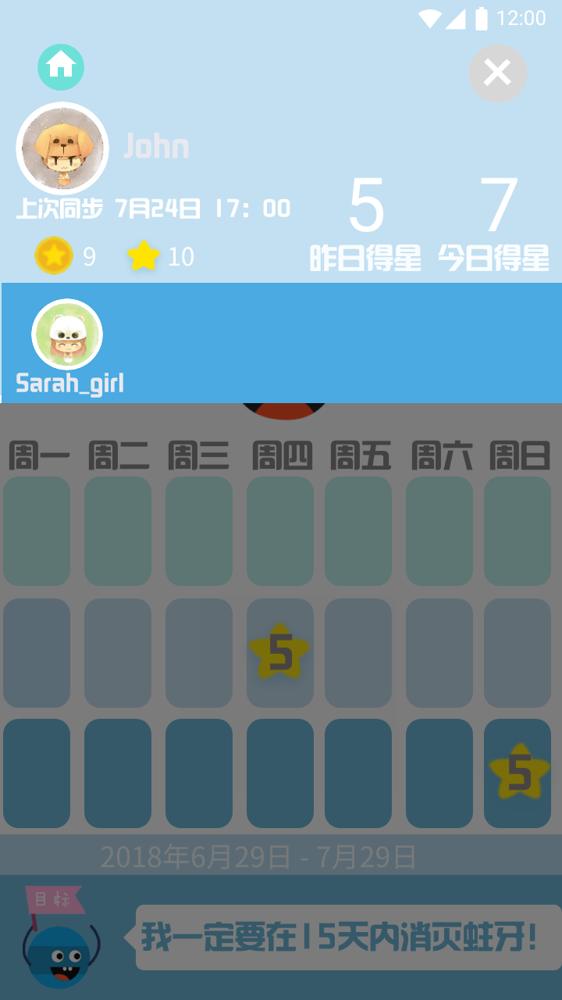 12:00
John
上次同步 7月24日 17：00
5 7
9 10
昨日得星 今日得星
Sarah_girl
周一 周二 周三 周四 周五 周六 周日
5
5
2018年6月29日 - 7月29日
目标
我一定要在15天内消灭蛀牙！